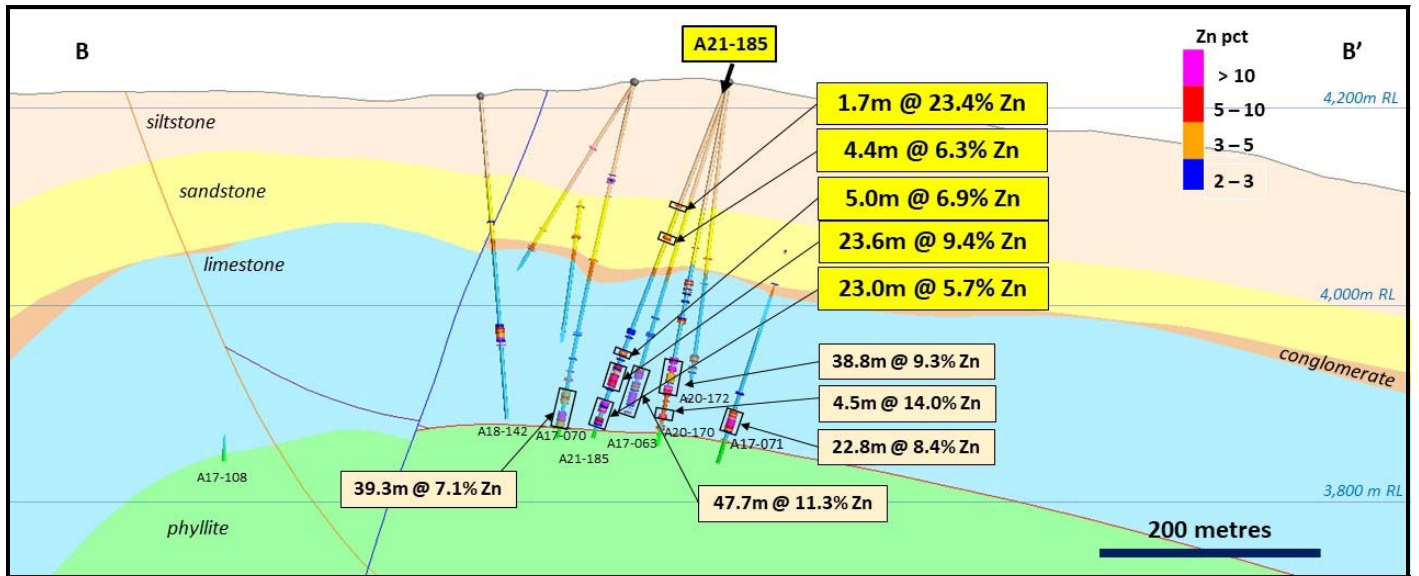 B
A21-185
Zn pct
B’
> 10
5 – 10
3 – 5
2 – 3
4,200m RL
siltstone
1.7m @ 23.4% Zn
4.4m @ 6.3% Zn
sandstone
5.0m @ 6.9% Zn
limestone
23.6m @ 9.4% Zn
23.0m @ 5.7% Zn
4,000m RL
conglomerate
38.8m @ 9.3% Zn
A20-172
4.5m @ 14.0% Zn
A18-142
A17-070
A17-063
A20-170
A17-071
22.8m @ 8.4% Zn
A21-185
A17-108
39.3m @ 7.1% Zn
47.7m @ 11.3% Zn
3,800 m RL
phyllite
200 metres